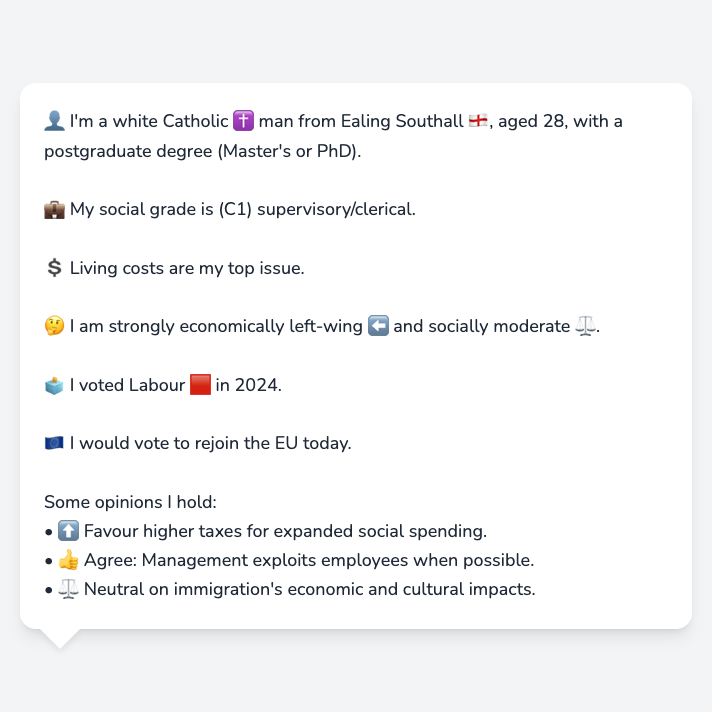 👤 I'm a white Catholic ✝️ man from Ealing Southall 🏴󠁧󠁢󠁥󠁮󠁧󠁿, aged 28, with a
postgraduate degree (Master's or PhD).
💼 My social grade is (C1) supervisory/clerical.
💲 Living costs are my top issue.
🤔 I am strongly economically left-wing ⬅️ and socially moderate ⚖️.
🗳️ I voted Labour 🟥 in 2024.
🇪🇺 I would vote to rejoin the EU today.
Some opinions I hold:
• ⬆️ Favour higher taxes for expanded social spending.
• 👍 Agree: Management exploits employees when possible.
• ⚖️ Neutral on immigration's economic and cultural impacts.